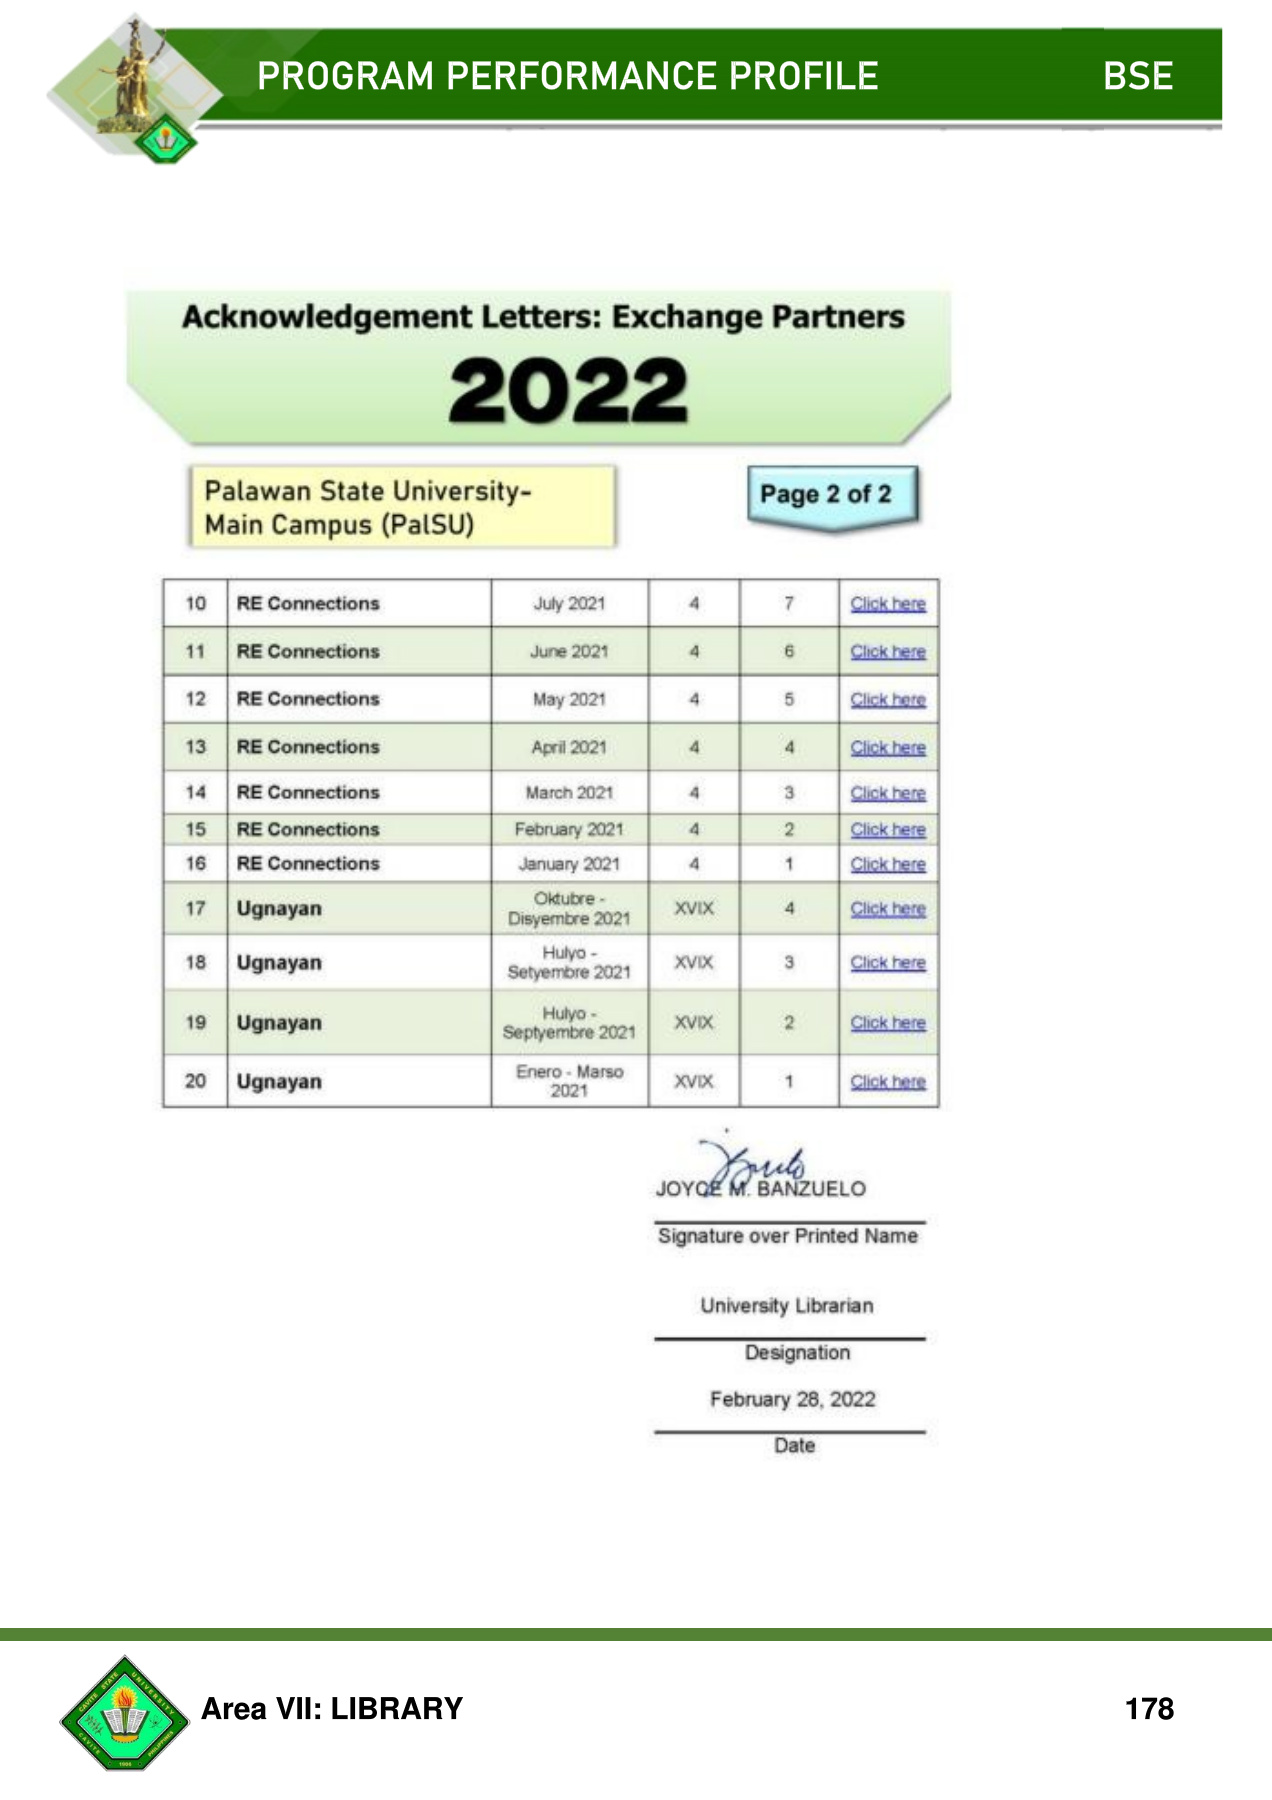 PROGRAM PERFORMANCE PROFILE BSE
Acknowledgement Letters: Exchange Partners
2022
Palawan State University-
Main Campus (PalSU)
Page 2 of 2
10 RE Connections July 2021 4 7 Click here
11 RE Connections June 2021 4 6 Click here
12 RE Connections May 2021 4 5 Click here
13 RE Connections April 2021 4 4 Click here
14 RE Connections March 2021 4 3 Click here
15 RE Connections February 2021 4 2 Click here
16 RE Connections January 2021 4 1 Click here
17 Ugnayan Oktubre - Disyembre 2021 XVIX 4 Click here
18 Ugnayan Hulyo - Setyembre 2021 XVIX 3 Click here
19 Ugnayan Hulyo - Septyembre 2021 XVIX 2 Click here
20 Ugnayan Enero - Marso 2021 XVIX 1 Click here
JOYCE M. BANZUELO
Signature over Printed Name
University Librarian
Designation
February 28, 2022
Date
CAVITE STATE UNIVERSITY
CAVITE PHILIPPINES
Area VII: LIBRARY 178